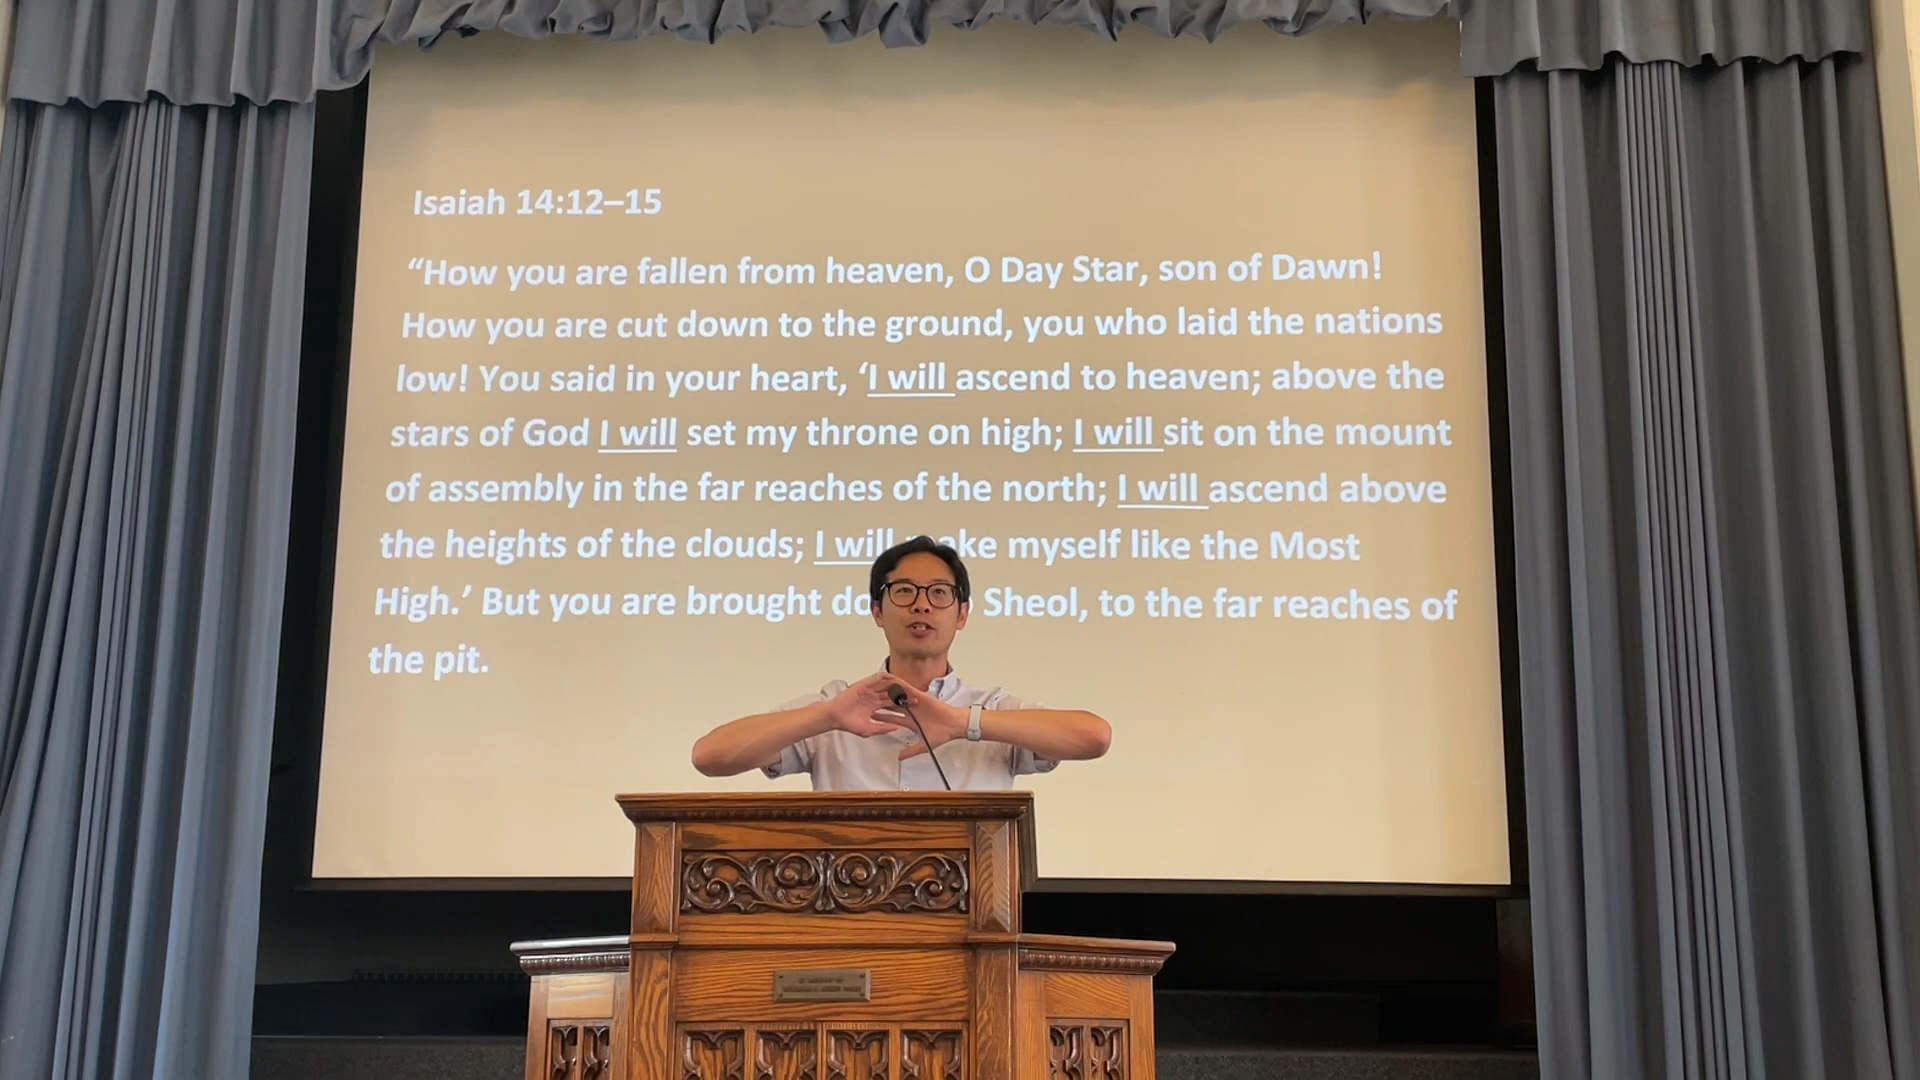 Isaiah 14:12–15
“How you are fallen from heaven, O Day Star, son of Dawn!
How you are cut down to the ground, you who laid the nations
low! You said in your heart, ‘I will ascend to heaven; above the
stars of God I will set my throne on high; I will sit on the mount
of assembly in the far reaches of the north; I will ascend above
the heights of the clouds; I will myself like the Most
High.’ But you are brought Sheol, to the far reaches of
the pit.